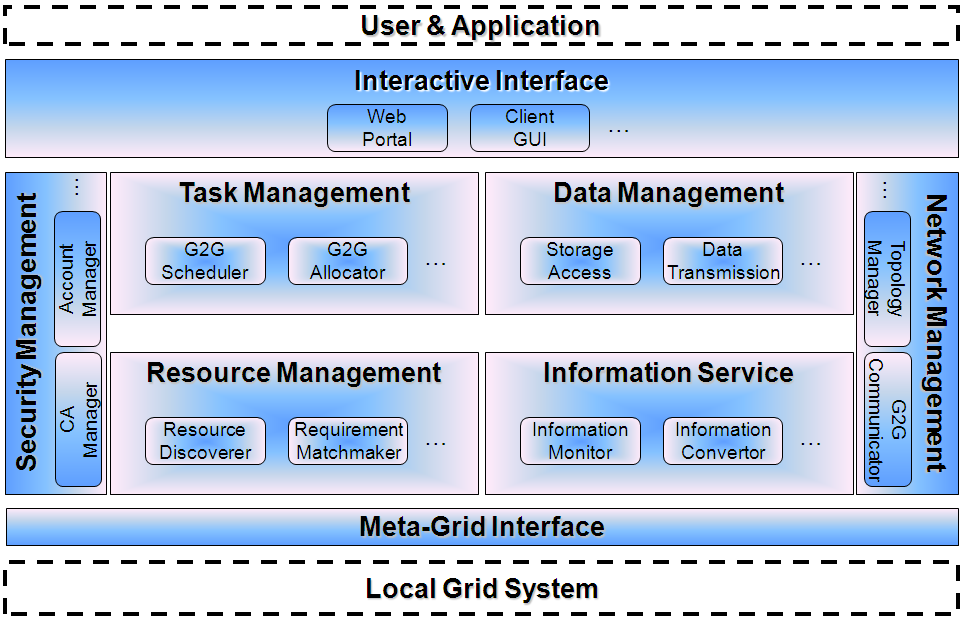 User & Application
Interactive Interface
Web
Portal
Client
GUI
...
Security Management
...
Account
Manager
CA
Manager
Task Management
G2G
Scheduler
G2G
Allocator
...
Data Management
Storage
Access
Data
Transmission
...
Resource Management
Resource
Discoverer
Requirement
Matchmaker
...
Information Service
Information
Monitor
Information
Convertor
...
Network Management
...
Topology
Manager
G2G
Communicator
Meta-Grid Interface
Local Grid System